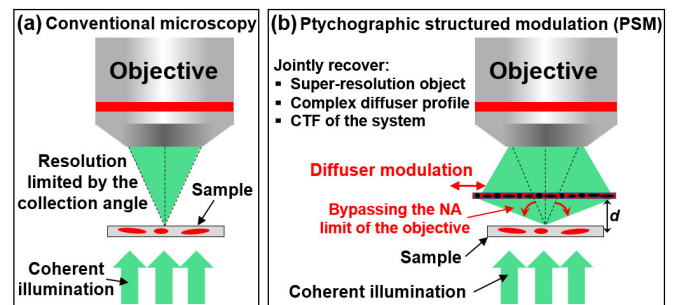 (a) Conventional microscopy
Objective
Resolution
limited by the
collection angle
Sample
Coherent
illumination
(b) Ptychographic structured modulation (PSM)
Jointly recover:
▪ Super-resolution object
▪ Complex diffuser profile
▪ CTF of the system
Objective
Diffuser modulation
Bypassing the NA
limit of the objective
d
Sample
Coherent illumination